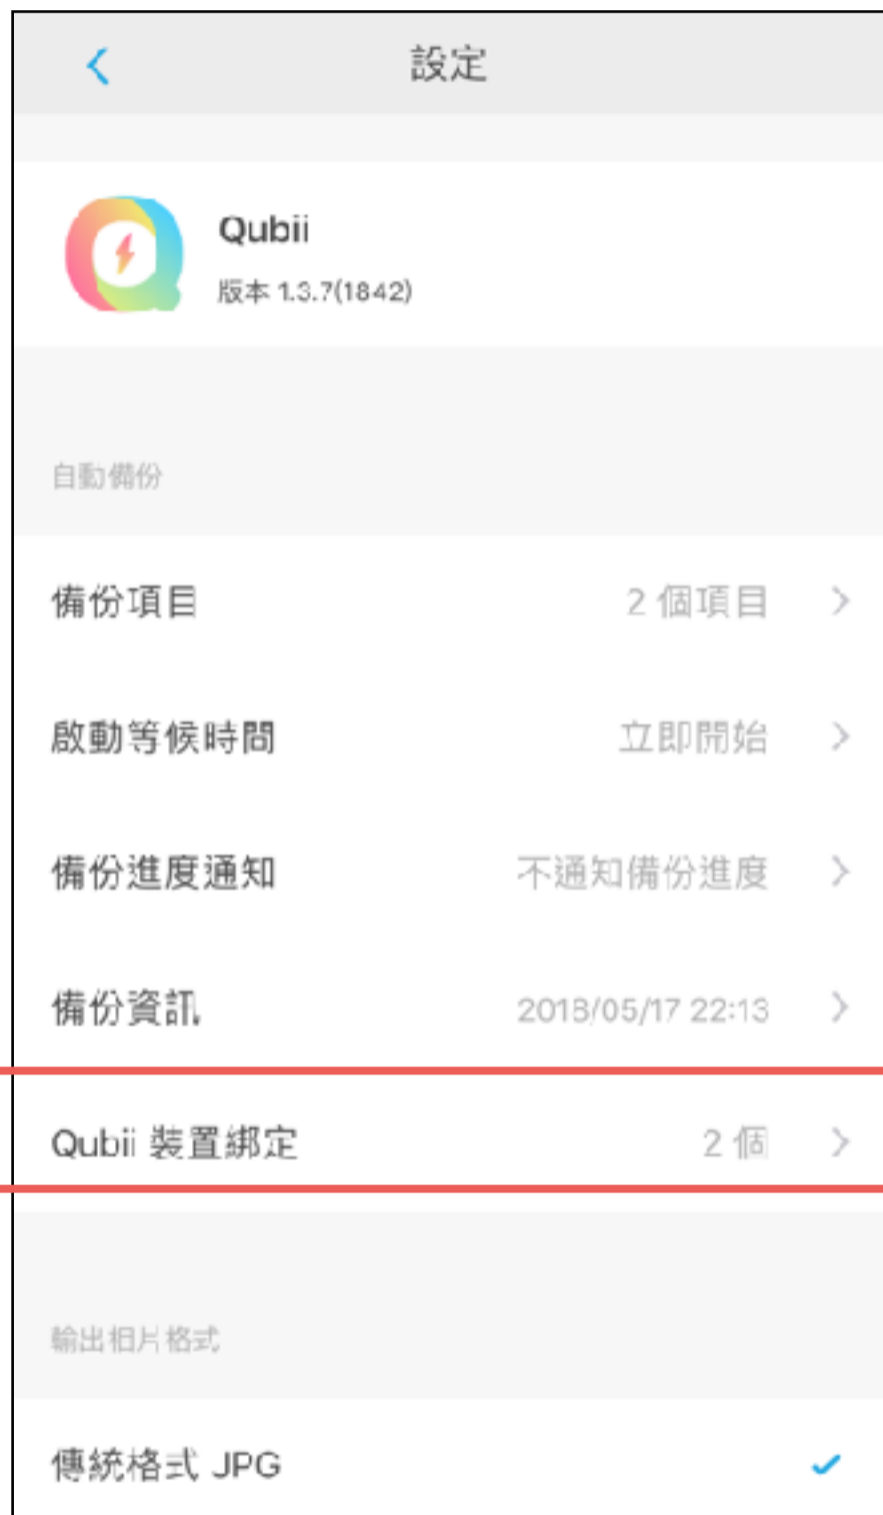 設定
Qubii
版本 1.3.7(1842)
自動備份
備份項目 2 個項目
啟動等候時間 立即開始
備份進度通知 不通知備份進度
備份資訊 2018/05/17 22:13
Qubii 裝置綁定 2 個
輸出相片格式
傳統格式 JPG